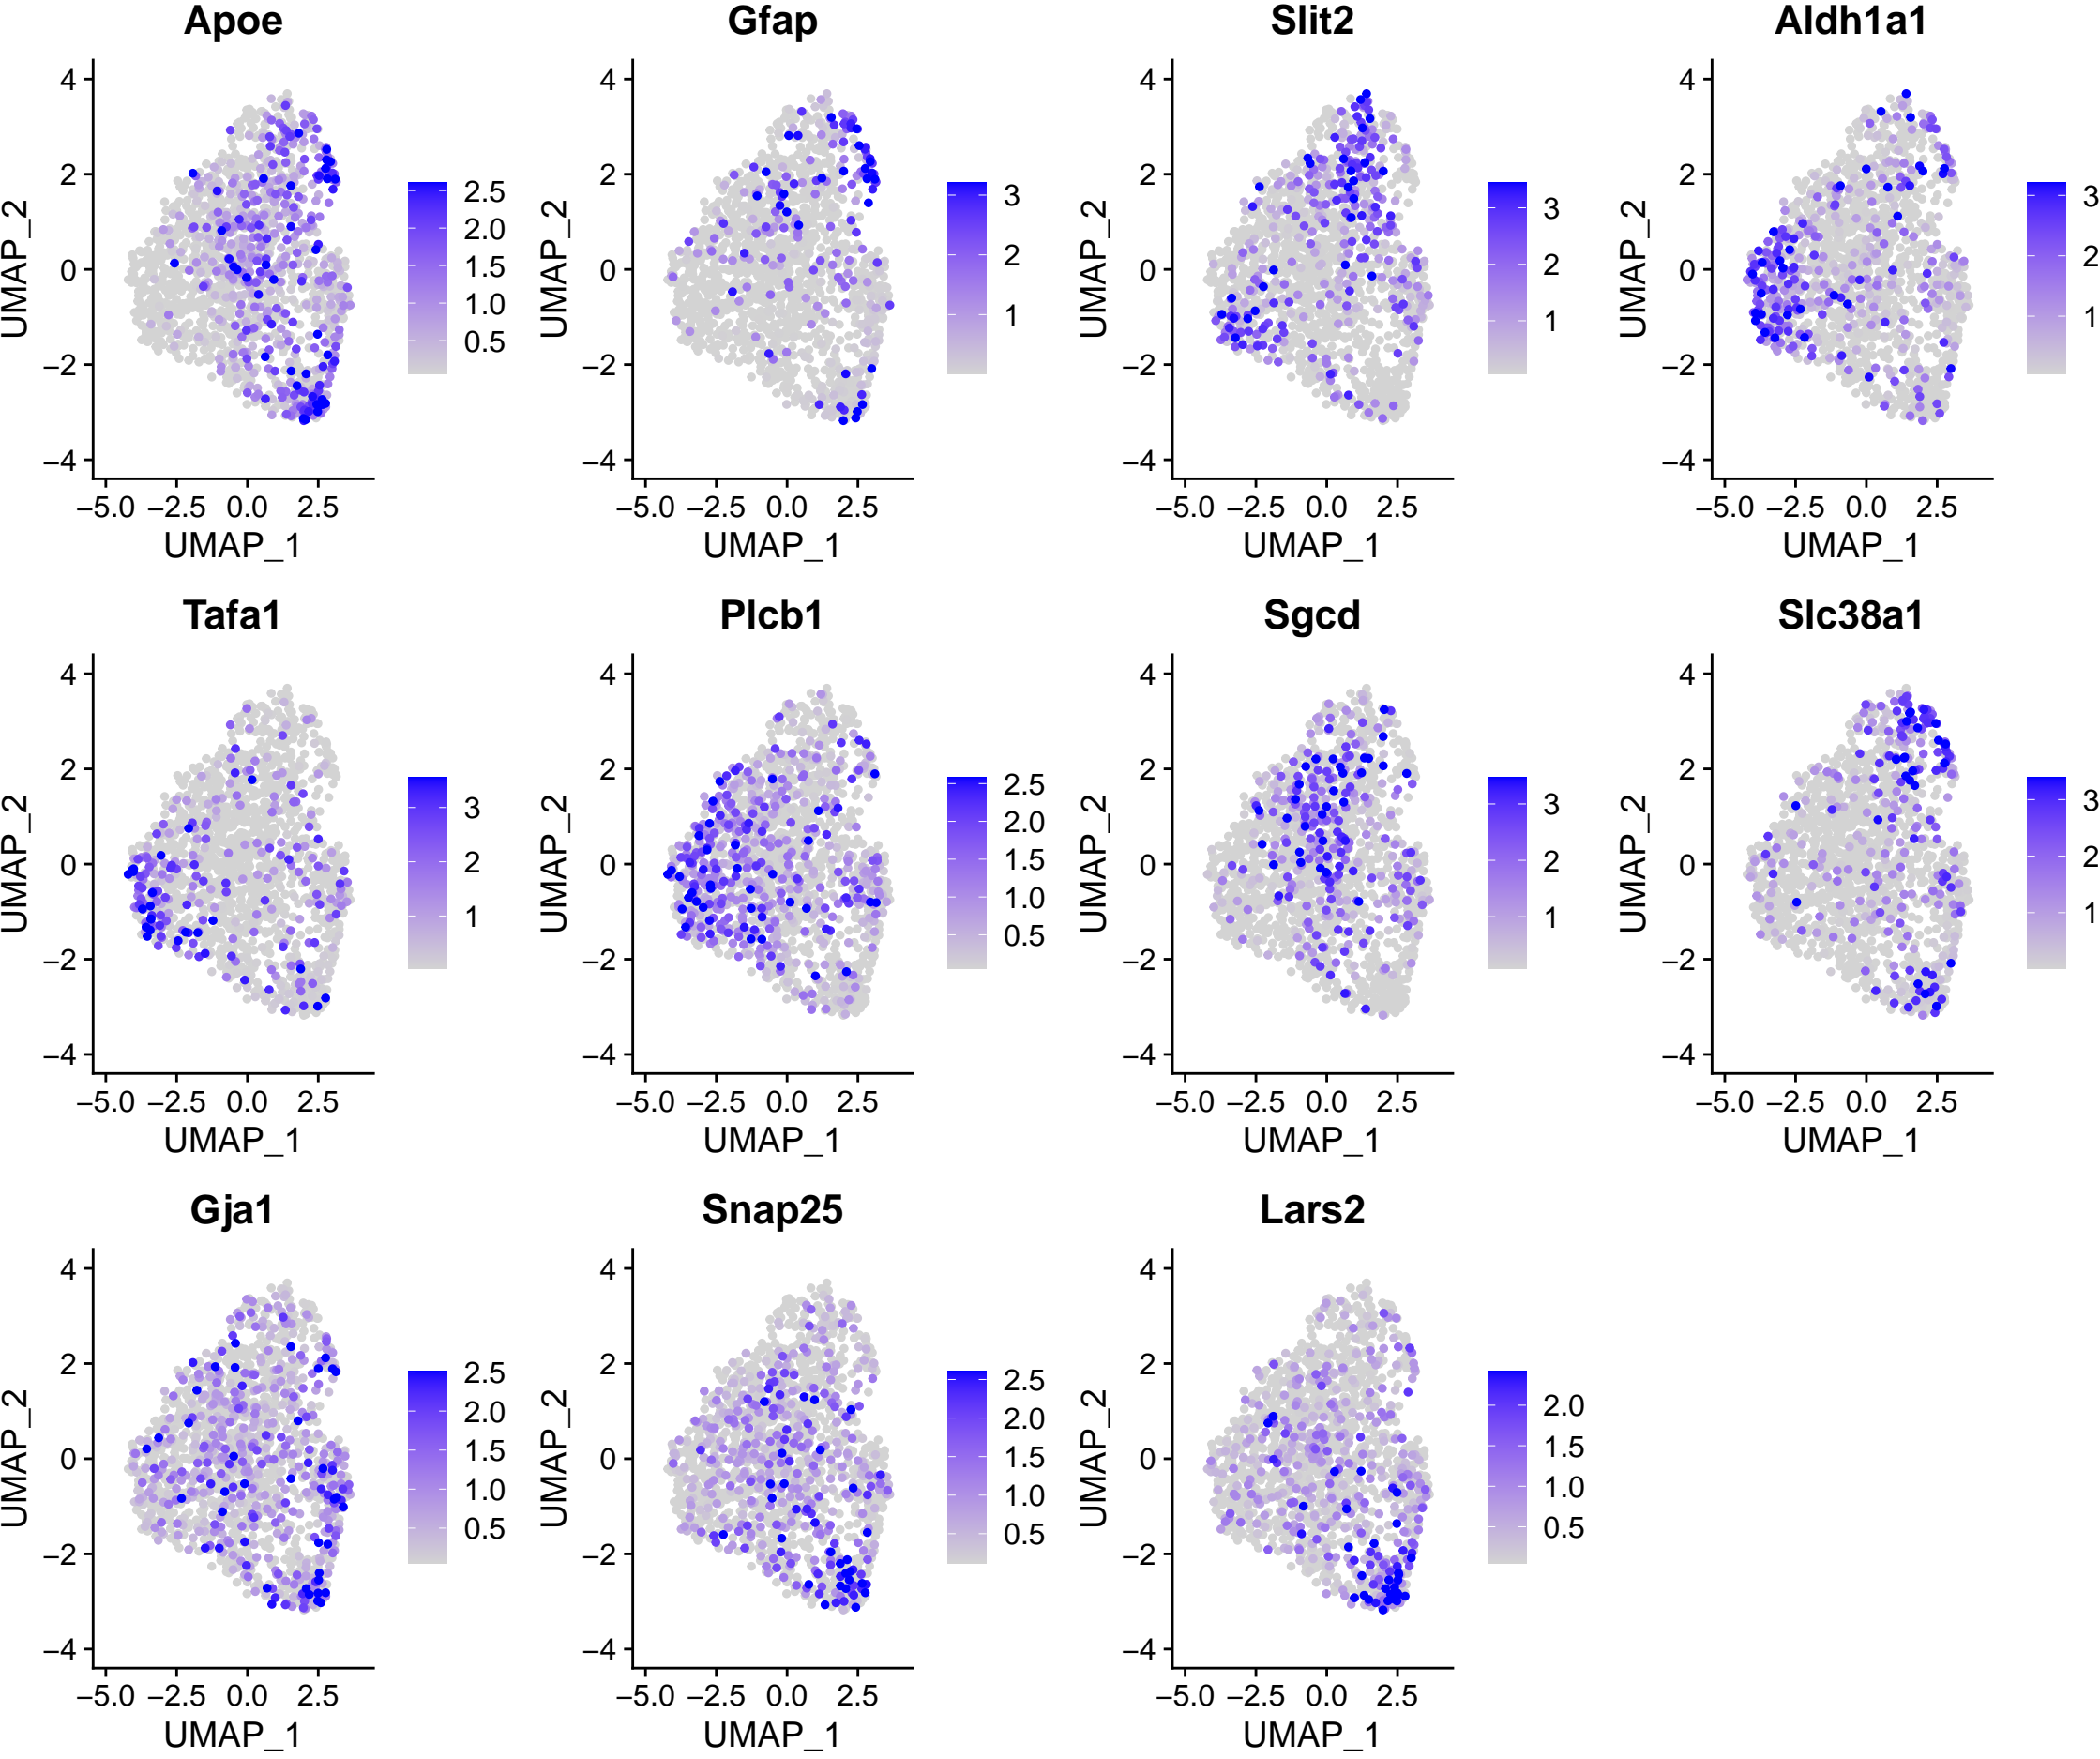 Apoe Gfap Slit2 Aldh1a1
4 4 4 4
2.5 3 3 3
2 2 2 2
2.0 2 2 2
UMAP_2 0 1.5 UMAP_2 0 UMAP_2 0 UMAP_2 0
1.0 1 1 1
0.5
−2 −2 −2 −2
−4 −4 −4 −4
−5.0 −2.5 0.0 2.5 −5.0 −2.5 0.0 2.5 −5.0 −2.5 0.0 2.5 −5.0 −2.5 0.0 2.5
UMAP_1 UMAP_1 UMAP_1 UMAP_1
Tafa1 Plcb1 Sgcd Slc38a1
4 4 4 4
2 2 2 2
3 2.5 3 3
2.0
UMAP_2 0 2 UMAP_2 0 1.5 UMAP_2 0 2 UMAP_2 0 2
1 1.0 1 1
0.5
−2 −2 −2 −2
−4 −4 −4 −4
−5.0 −2.5 0.0 2.5 −5.0 −2.5 0.0 2.5 −5.0 −2.5 0.0 2.5 −5.0 −2.5 0.0 2.5
UMAP_1 UMAP_1 UMAP_1 UMAP_1
Gja1 Snap25 Lars2
4 4 4
2 2.5 2 2.5 2
2.0 2.0 2.0
UMAP_2 0 1.5 UMAP_2 0 1.5 UMAP_2 0 1.5
1.0 1.0 1.0
0.5 0.5 0.5
−2 −2 −2
−4 −4 −4
−5.0 −2.5 0.0 2.5 −5.0 −2.5 0.0 2.5 −5.0 −2.5 0.0 2.5
UMAP_1 UMAP_1 UMAP_1